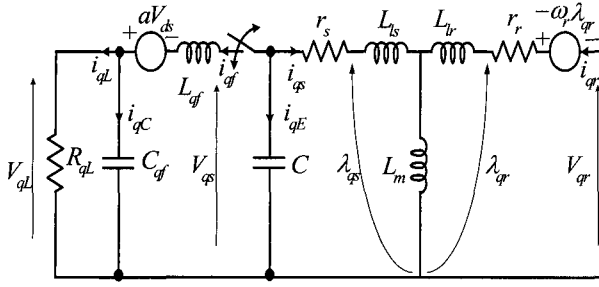 + aV_ds -
L_qf
i_qL
i_qf
i_qs
r_s
L_ls
L_lr
r_r
-ω_r λ_qr
+ -
i_qr
i_qC
i_qE
V_qL
R_qL
C_qf
V_qs
C
λ_qs
L_m
λ_qr
V_qr